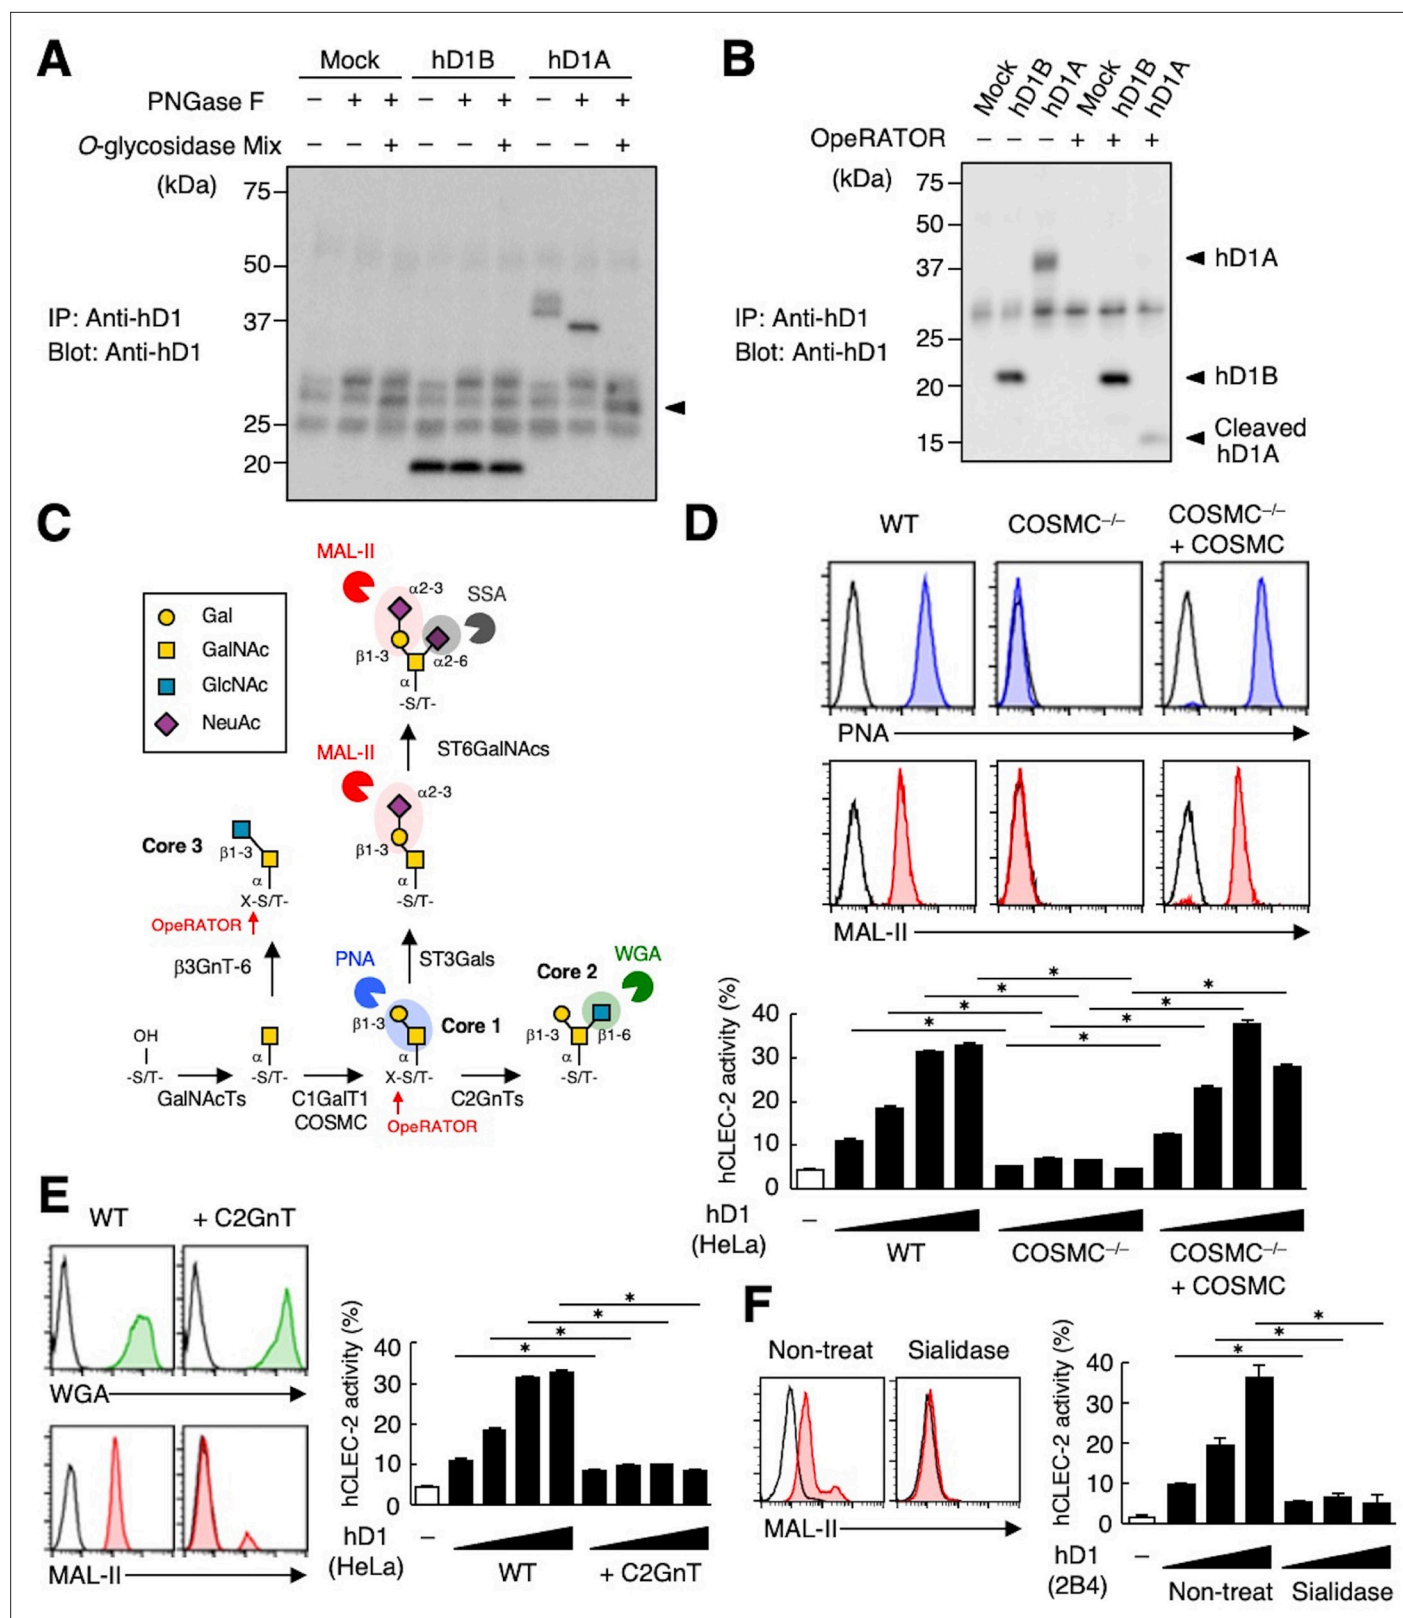 A
Mock hD1B hD1A
PNGase F − + + − + + − + +
O-glycosidase Mix − − + − − + − − +
(kDa)
75
50
37
25
20
IP: Anti-hD1
Blot: Anti-hD1
B
Mock hD1B hD1A Mock hD1B hD1A
OpeRATOR − − − + + +
(kDa)
75
50
37
25
20
15
IP: Anti-hD1
Blot: Anti-hD1
hD1A
hD1B
Cleaved
hD1A
C
Gal
GalNAc
GlcNAc
NeuAc
MAL-II
α2-3
SSA
β1-3
α2-6
α
-S/T-
ST6GalNAcs
MAL-II
α2-3
β1-3
α
-S/T-
Core 3
β1-3
α
X-S/T-
OpeRATOR
β3GnT-6
ST3Gals
PNA
β1-3
Core 1
α
X-S/T-
OpeRATOR
Core 2
WGA
β1-3
β1-6
α
-S/T-
OH
-S/T-
GalNAcTs
α
-S/T-
C1GalT1
COSMC
C2GnTs
D
WT COSMC−/− COSMC−/−
+ COSMC
PNA
MAL-II
hCLEC-2 activity (%)
40
30
20
10
0
* * * *
* * * *
hD1
(HeLa)
−
WT COSMC−/− COSMC−/−
+ COSMC
E
WT + C2GnT
WGA
MAL-II
hCLEC-2 activity (%)
40
30
20
10
0
* * * *
hD1
(HeLa)
−
WT + C2GnT
F
Non-treat Sialidase
MAL-II
hCLEC-2 activity (%)
40
30
20
10
0
* * *
hD1
(2B4)
−
Non-treat Sialidase